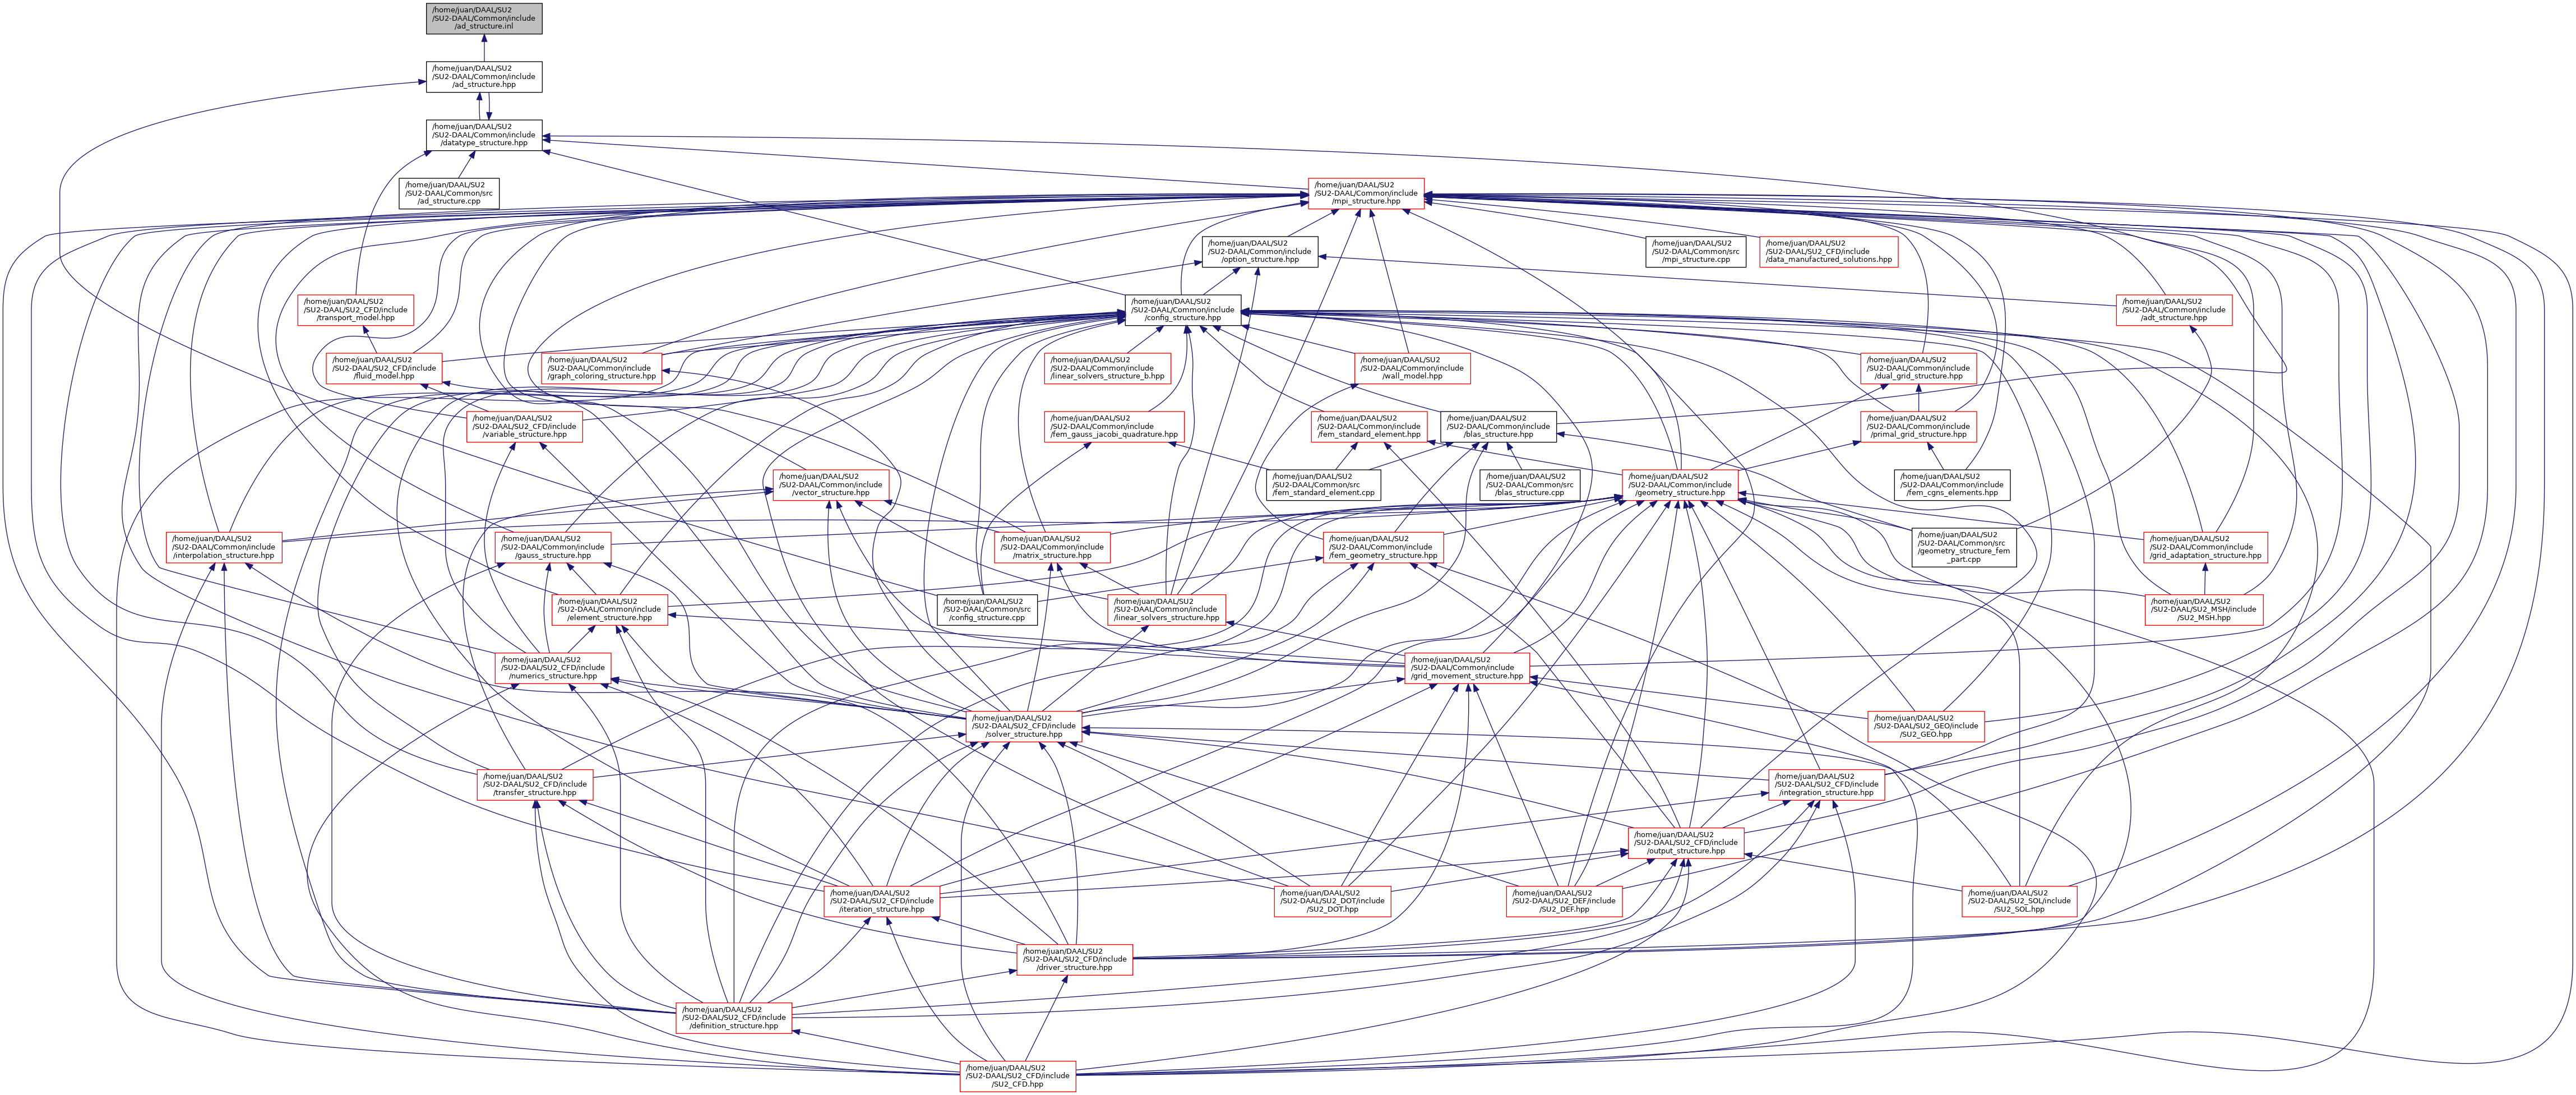 /home/juan/DAAL/SU2
/SU2-DAAL/Common/include
/ad_structure.inl
/home/juan/DAAL/SU2
/SU2-DAAL/Common/include
/ad_structure.hpp
/home/juan/DAAL/SU2
/SU2-DAAL/Common/include
/datatype_structure.hpp
/home/juan/DAAL/SU2
/SU2-DAAL/Common/src
/ad_structure.cpp
/home/juan/DAAL/SU2
/SU2-DAAL/Common/include
/mpi_structure.hpp
/home/juan/DAAL/SU2
/SU2-DAAL/Common/include
/option_structure.hpp
/home/juan/DAAL/SU2
/SU2-DAAL/Common/src
/mpi_structure.cpp
/home/juan/DAAL/SU2
/SU2-DAAL/SU2_CFD/include
/data_manufactured_solutions.hpp
/home/juan/DAAL/SU2
/SU2-DAAL/SU2_CFD/include
/transport_model.hpp
/home/juan/DAAL/SU2
/SU2-DAAL/Common/include
/config_structure.hpp
/home/juan/DAAL/SU2
/SU2-DAAL/Common/include
/adt_structure.hpp
/home/juan/DAAL/SU2
/SU2-DAAL/SU2_CFD/include
/fluid_model.hpp
/home/juan/DAAL/SU2
/SU2-DAAL/Common/include
/graph_coloring_structure.hpp
/home/juan/DAAL/SU2
/SU2-DAAL/Common/include
/linear_solvers_structure_b.hpp
/home/juan/DAAL/SU2
/SU2-DAAL/Common/include
/wall_model.hpp
/home/juan/DAAL/SU2
/SU2-DAAL/Common/include
/dual_grid_structure.hpp
/home/juan/DAAL/SU2
/SU2-DAAL/SU2_CFD/include
/variable_structure.hpp
/home/juan/DAAL/SU2
/SU2-DAAL/Common/include
/fem_gauss_jacobi_quadrature.hpp
/home/juan/DAAL/SU2
/SU2-DAAL/Common/include
/fem_standard_element.hpp
/home/juan/DAAL/SU2
/SU2-DAAL/Common/include
/blas_structure.hpp
/home/juan/DAAL/SU2
/SU2-DAAL/Common/include
/primal_grid_structure.hpp
/home/juan/DAAL/SU2
/SU2-DAAL/Common/include
/vector_structure.hpp
/home/juan/DAAL/SU2
/SU2-DAAL/Common/src
/fem_standard_element.cpp
/home/juan/DAAL/SU2
/SU2-DAAL/Common/src
/blas_structure.cpp
/home/juan/DAAL/SU2
/SU2-DAAL/Common/include
/geometry_structure.hpp
/home/juan/DAAL/SU2
/SU2-DAAL/Common/include
/fem_cgns_elements.hpp
/home/juan/DAAL/SU2
/SU2-DAAL/Common/include
/interpolation_structure.hpp
/home/juan/DAAL/SU2
/SU2-DAAL/Common/include
/gauss_structure.hpp
/home/juan/DAAL/SU2
/SU2-DAAL/Common/include
/matrix_structure.hpp
/home/juan/DAAL/SU2
/SU2-DAAL/Common/include
/fem_geometry_structure.hpp
/home/juan/DAAL/SU2
/SU2-DAAL/Common/src
/geometry_structure_fem
_part.cpp
/home/juan/DAAL/SU2
/SU2-DAAL/Common/include
/grid_adaptation_structure.hpp
/home/juan/DAAL/SU2
/SU2-DAAL/Common/include
/element_structure.hpp
/home/juan/DAAL/SU2
/SU2-DAAL/Common/src
/config_structure.cpp
/home/juan/DAAL/SU2
/SU2-DAAL/Common/include
/linear_solvers_structure.hpp
/home/juan/DAAL/SU2
/SU2-DAAL/SU2_MSH/include
/SU2_MSH.hpp
/home/juan/DAAL/SU2
/SU2-DAAL/SU2_CFD/include
/numerics_structure.hpp
/home/juan/DAAL/SU2
/SU2-DAAL/Common/include
/grid_movement_structure.hpp
/home/juan/DAAL/SU2
/SU2-DAAL/SU2_CFD/include
/solver_structure.hpp
/home/juan/DAAL/SU2
/SU2-DAAL/SU2_GEO/include
/SU2_GEO.hpp
/home/juan/DAAL/SU2
/SU2-DAAL/SU2_CFD/include
/transfer_structure.hpp
/home/juan/DAAL/SU2
/SU2-DAAL/SU2_CFD/include
/integration_structure.hpp
/home/juan/DAAL/SU2
/SU2-DAAL/SU2_CFD/include
/output_structure.hpp
/home/juan/DAAL/SU2
/SU2-DAAL/SU2_CFD/include
/iteration_structure.hpp
/home/juan/DAAL/SU2
/SU2-DAAL/SU2_DOT/include
/SU2_DOT.hpp
/home/juan/DAAL/SU2
/SU2-DAAL/SU2_DEF/include
/SU2_DEF.hpp
/home/juan/DAAL/SU2
/SU2-DAAL/SU2_SOL/include
/SU2_SOL.hpp
/home/juan/DAAL/SU2
/SU2-DAAL/SU2_CFD/include
/driver_structure.hpp
/home/juan/DAAL/SU2
/SU2-DAAL/SU2_CFD/include
/definition_structure.hpp
/home/juan/DAAL/SU2
/SU2-DAAL/SU2_CFD/include
/SU2_CFD.hpp